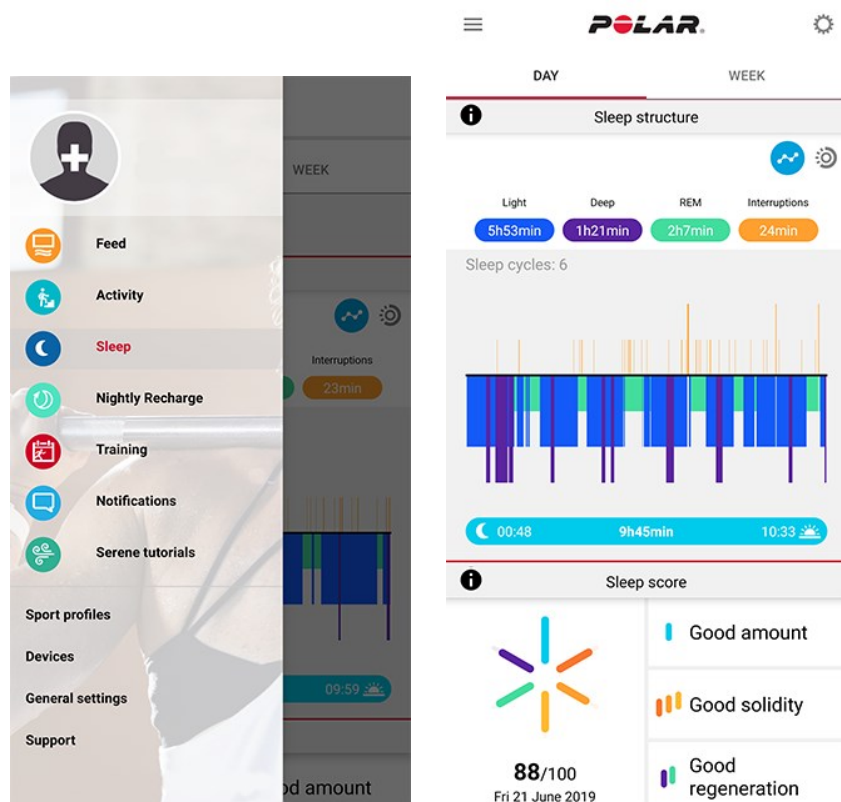 WEEK
Feed
Activity
Sleep
Interruptions
Nightly Recharge
23min
Training
Notifications
Serene tutorials
Sport profiles
Devices
General settings
09:59
Support
od amount
POLAR
DAY WEEK
Sleep structure
Light Deep REM Interruptions
5h53min 1h21min 2h7min 24min
Sleep cycles: 6
00:48 9h45min 10:33
Sleep score
Good amount
Good solidity
Good
regeneration
88/100
Fri 21 June 2019